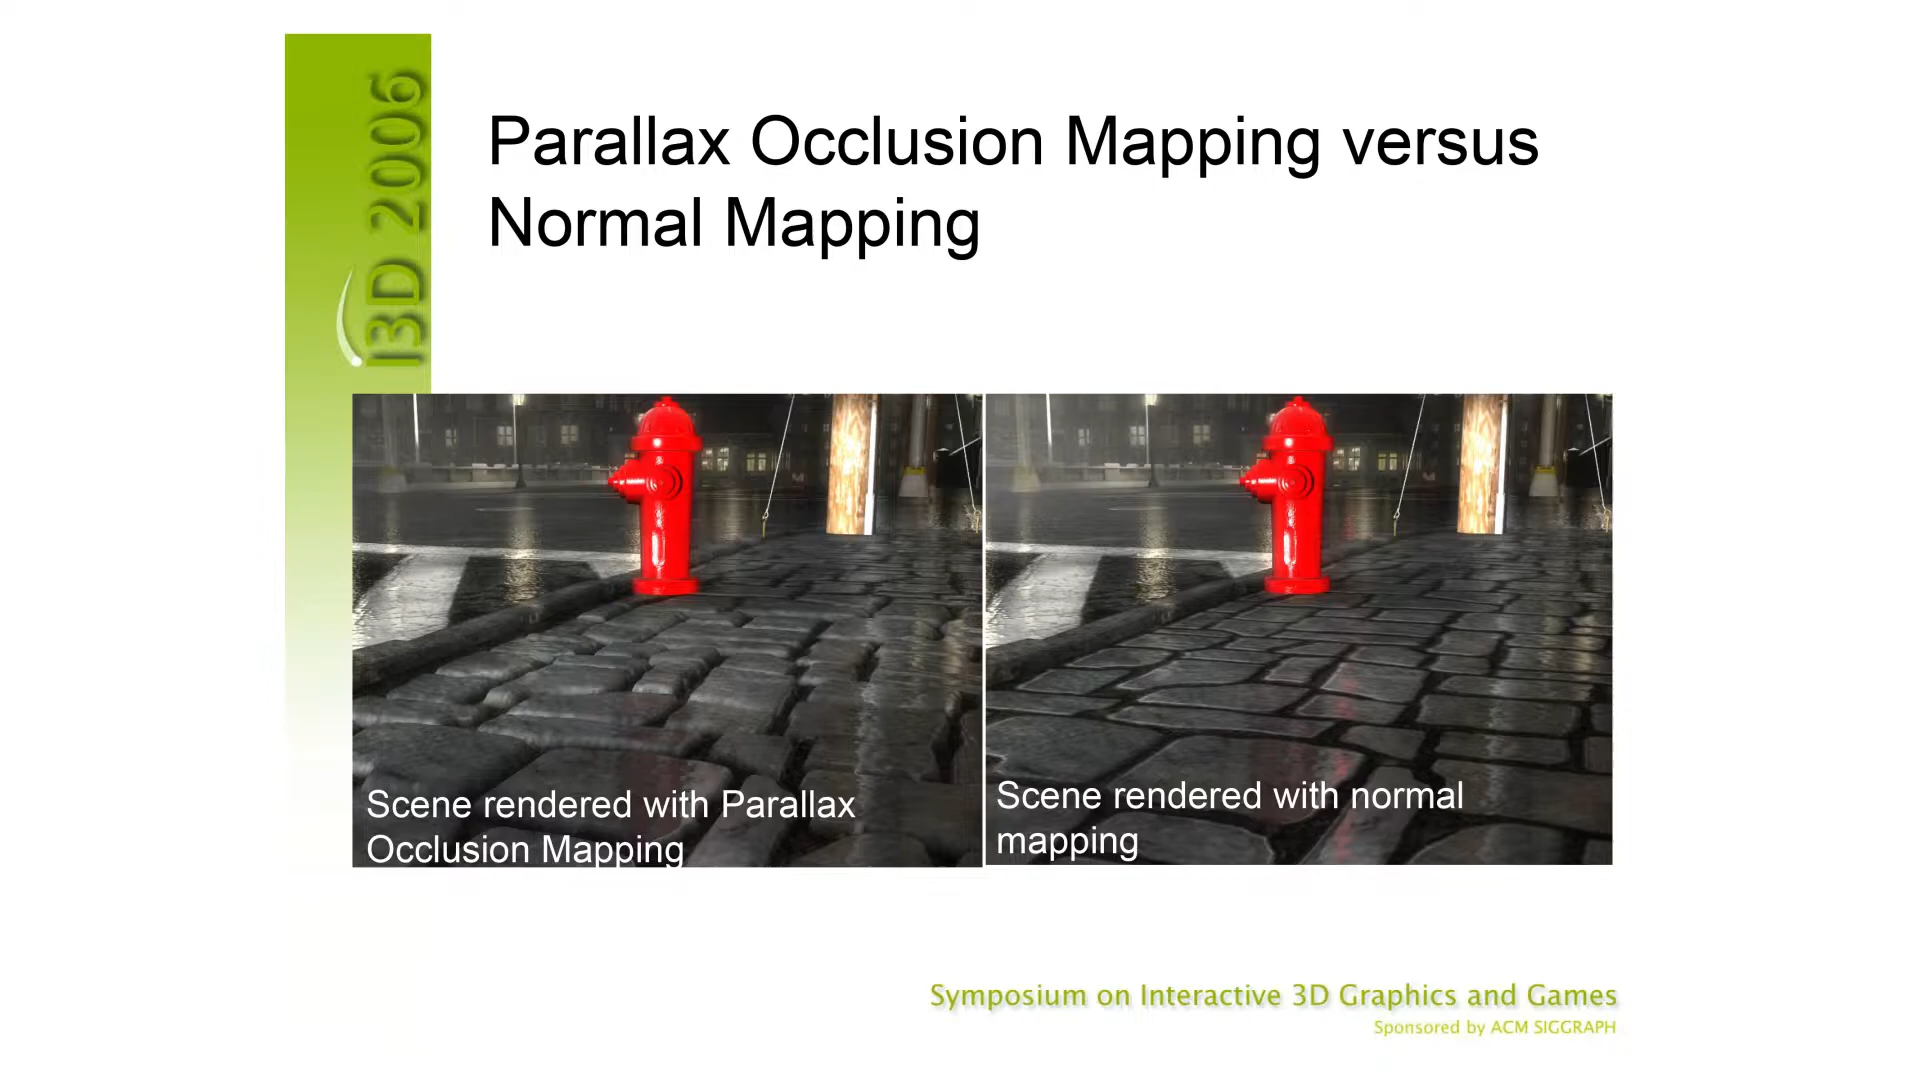 i3D 2006
Parallax Occlusion Mapping versus
Normal Mapping
Scene rendered with Parallax
Occlusion Mapping
Scene rendered with normal
mapping
Symposium on Interactive 3D Graphics and Games
Sponsored by ACM SIGGRAPH